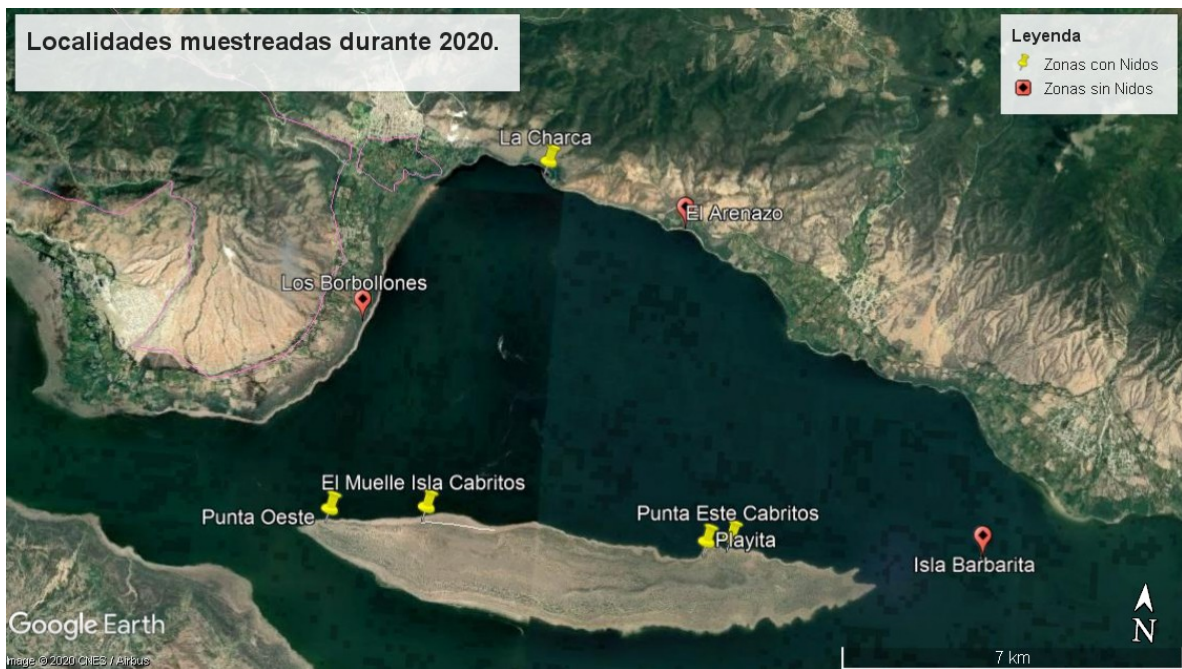 Localidades muestreadas durante 2020.
Leyenda
Zonas con Nidos
Zonas sin Nidos
La Charca
El Arenazo
Los Borbollones
El Muelle Isla Cabritos
Punta Oeste
Punta Este Cabritos
Playita
Isla Barbarita
N
Google Earth
Image © 2020 CNES / Airbus
7 km